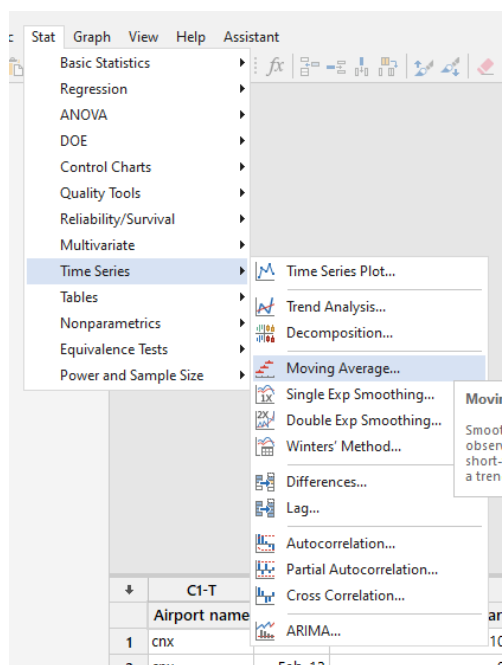 Stat Graph View Help Assistant
Basic Statistics
Regression
ANOVA
DOE
Control Charts
Quality Tools
Reliability/Survival
Multivariate
Time Series
Tables
Nonparametrics
Equivalence Tests
Power and Sample Size
Time Series Plot...
Trend Analysis...
Decomposition...
Moving Average...
Single Exp Smoothing...
Double Exp Smoothing...
Winters' Method...
Differences...
Lag...
Autocorrelation...
Partial Autocorrelation...
Cross Correlation...
ARIMA...
Movin
Smoot
obser
short-
a tren
C1-T
Airport name
1 cnx